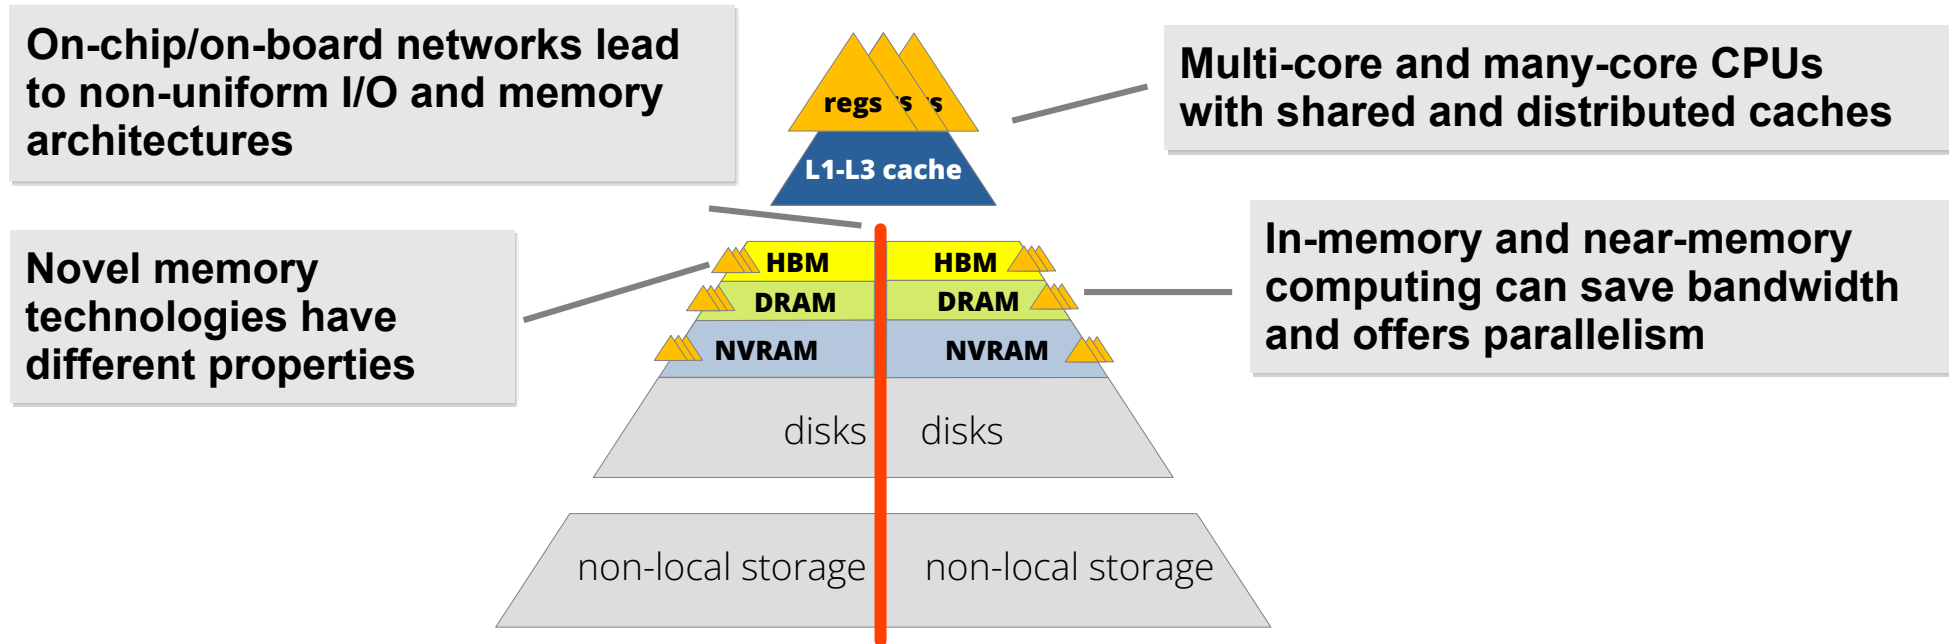 On-chip/on-board networks lead
to non-uniform I/O and memory
architectures
Multi-core and many-core CPUs
with shared and distributed caches
regs s s
L1-L3 cache
Novel memory
technologies have
different properties
In-memory and near-memory
computing can save bandwidth
and offers parallelism
HBM HBM
DRAM DRAM
NVRAM NVRAM
disks disks
non-local storage non-local storage